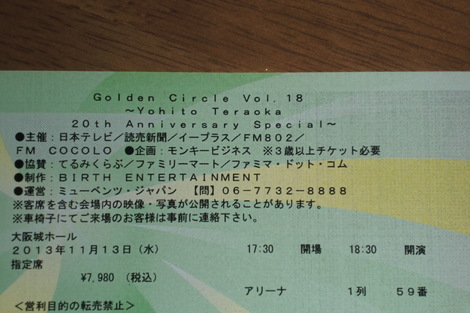 Golden Circle Vol.18
～Yohito Teraoka
20th Anniversary Special～
●主催：日本テレビ／読売新聞／イープラス／FM802／
FM COCOLO ●企画：モンキービジネス ※3歳以上チケット必要
●協賛：てるみくらぶ／ファミリーマート／ファミマ・ドット・コム
●制作：BIRTH ENTERTAINMENT
●運営：ミューベンツ・ジャパン 【問】06-7732-8888
※客席を含む会場内の映像・写真が公開されることがあります。
※車椅子にてご来場のお客様は事前に連絡下さい。
大阪城ホール
2013年11月13日（水） 17:30 開場 18:30 開演
指定席
¥7,980 （税込）
アリーナ 1列 59番
＜営利目的の転売禁止＞